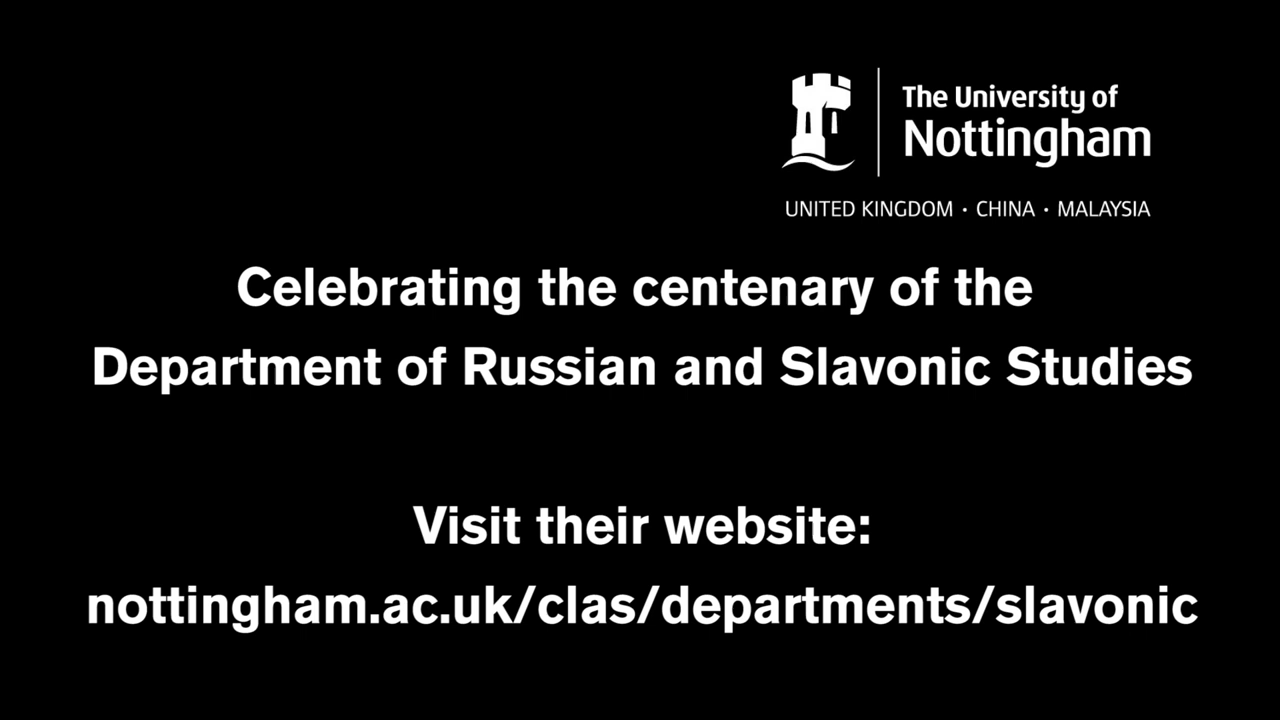 The University of
Nottingham
UNITED KINGDOM · CHINA · MALAYSIA
Celebrating the centenary of the
Department of Russian and Slavonic Studies
Visit their website:
nottingham.ac.uk/clas/departments/slavonic